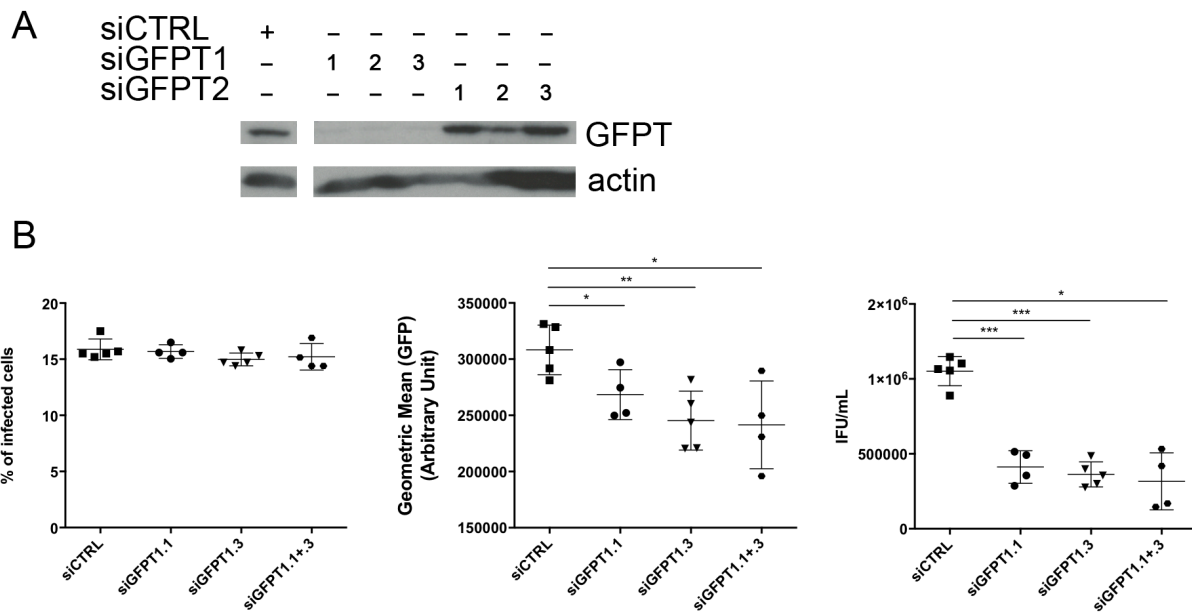 A
siCTRL + – – – – – –
siGFPT1 – 1 2 3 – – –
siGFPT2 – – – – 1 2 3
GFPT
actin
B
% of infected cells
20
15
10
5
0
siCTRL
siGFPT1.1
siGFPT1.3
siGFPT1.1+.3
Geometric Mean (GFP)
(Arbitrary Unit)
*
**
*
350000
300000
250000
200000
150000
siCTRL
siGFPT1.1
siGFPT1.3
siGFPT1.1+.3
IFU/mL
*
***
***
2×10⁶
1×10⁶
500000
0
siCTRL
siGFPT1.1
siGFPT1.3
siGFPT1.1+.3